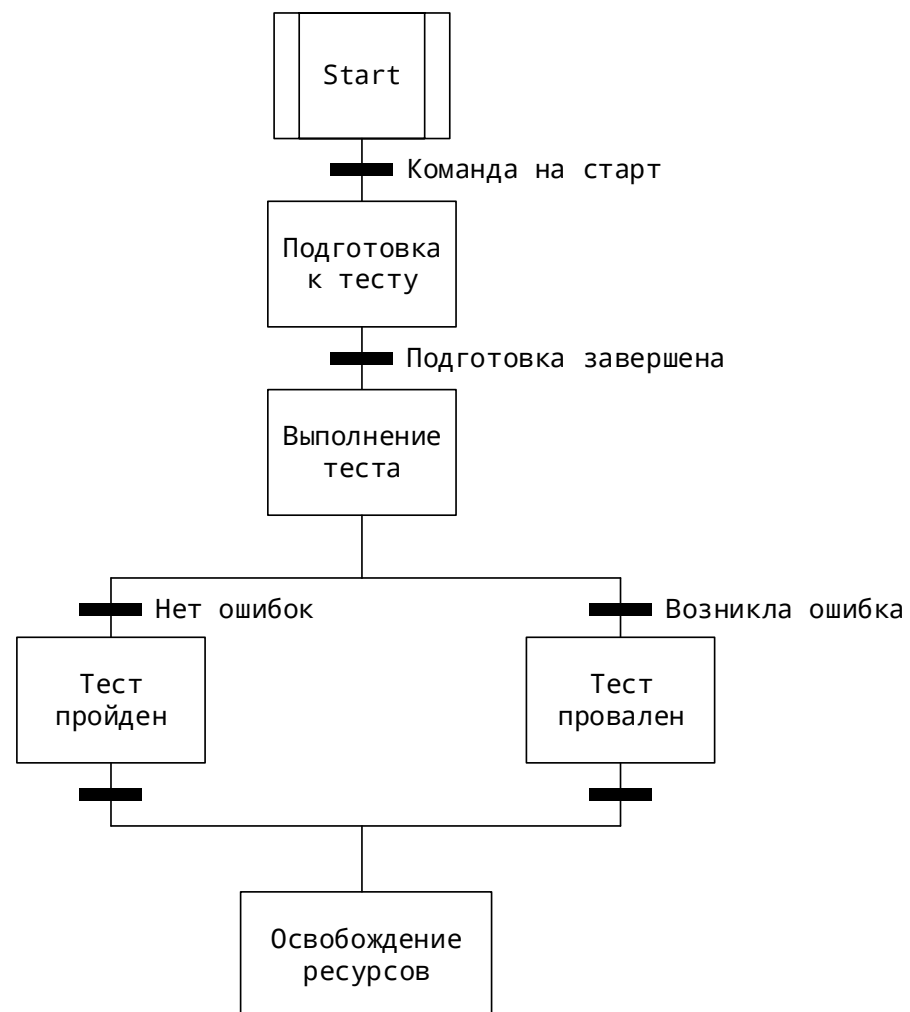 Start
Команда на старт
Подготовка
к тесту
Подготовка завершена
Выполнение
теста
Нет ошибок
Возникла ошибка
Тест
пройден
Тест
провален
Освобождение
ресурсов